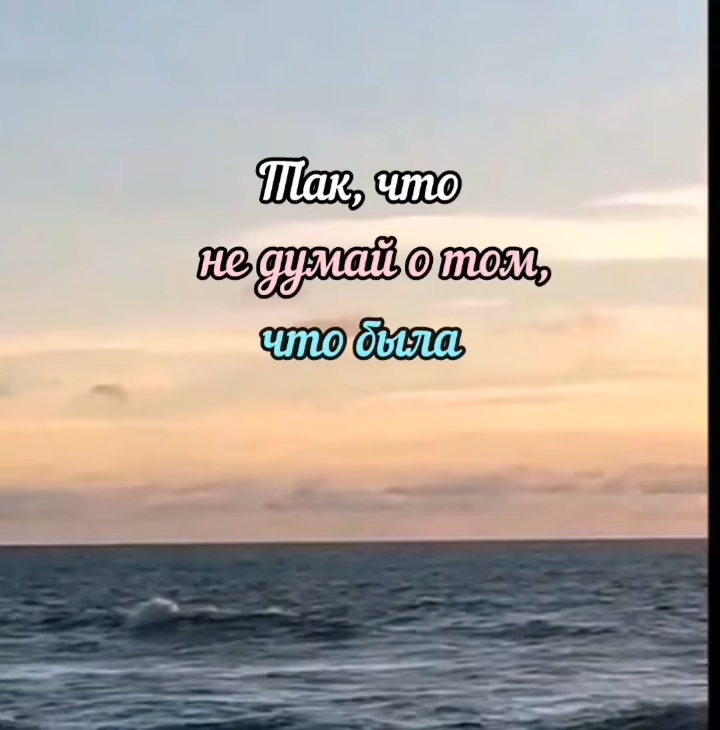 Так, что
не думай о том,
что была